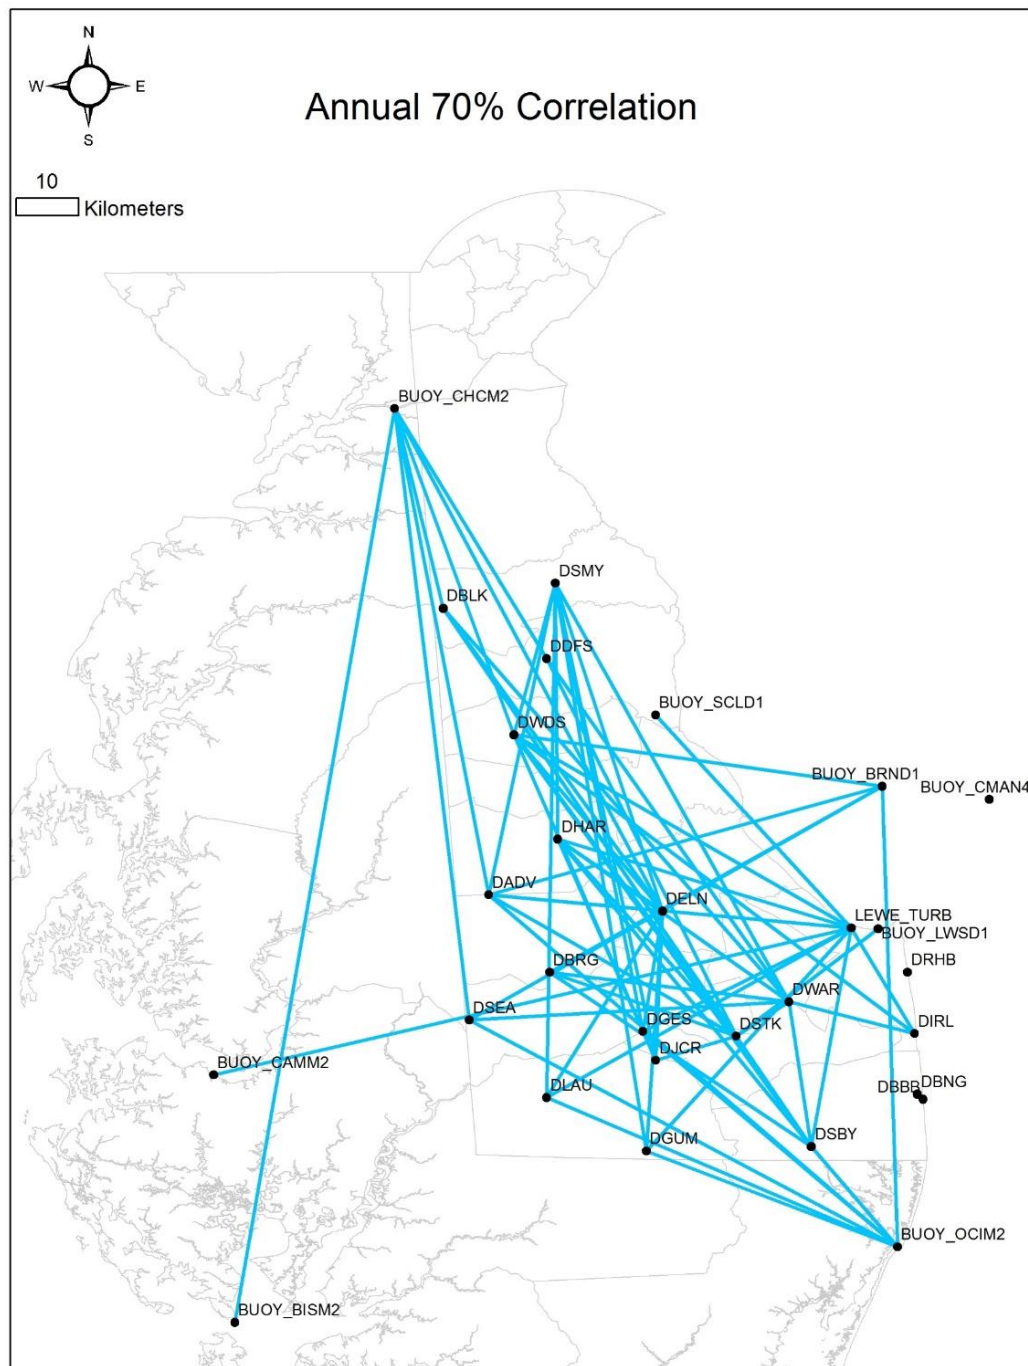 N
W E
S
Annual 70% Correlation
10
Kilometers
BUOY_CHCM2
DSMY
DBLK
DDFS
BUOY_SCLD1
DWDS
BUOY_BRND1
BUOY_CMAN4
DHAR
DADV
DELN
LEWE_TURB
BUOY_LWSD1
DBRG
DRHB
DWAR
DSEA
DGES
DSTK
DIRL
DJCR
BUOY_CAMM2
DLAU
DBBB
DBNG
DGUM
DSBY
BUOY_OCIM2
BUOY_BISM2